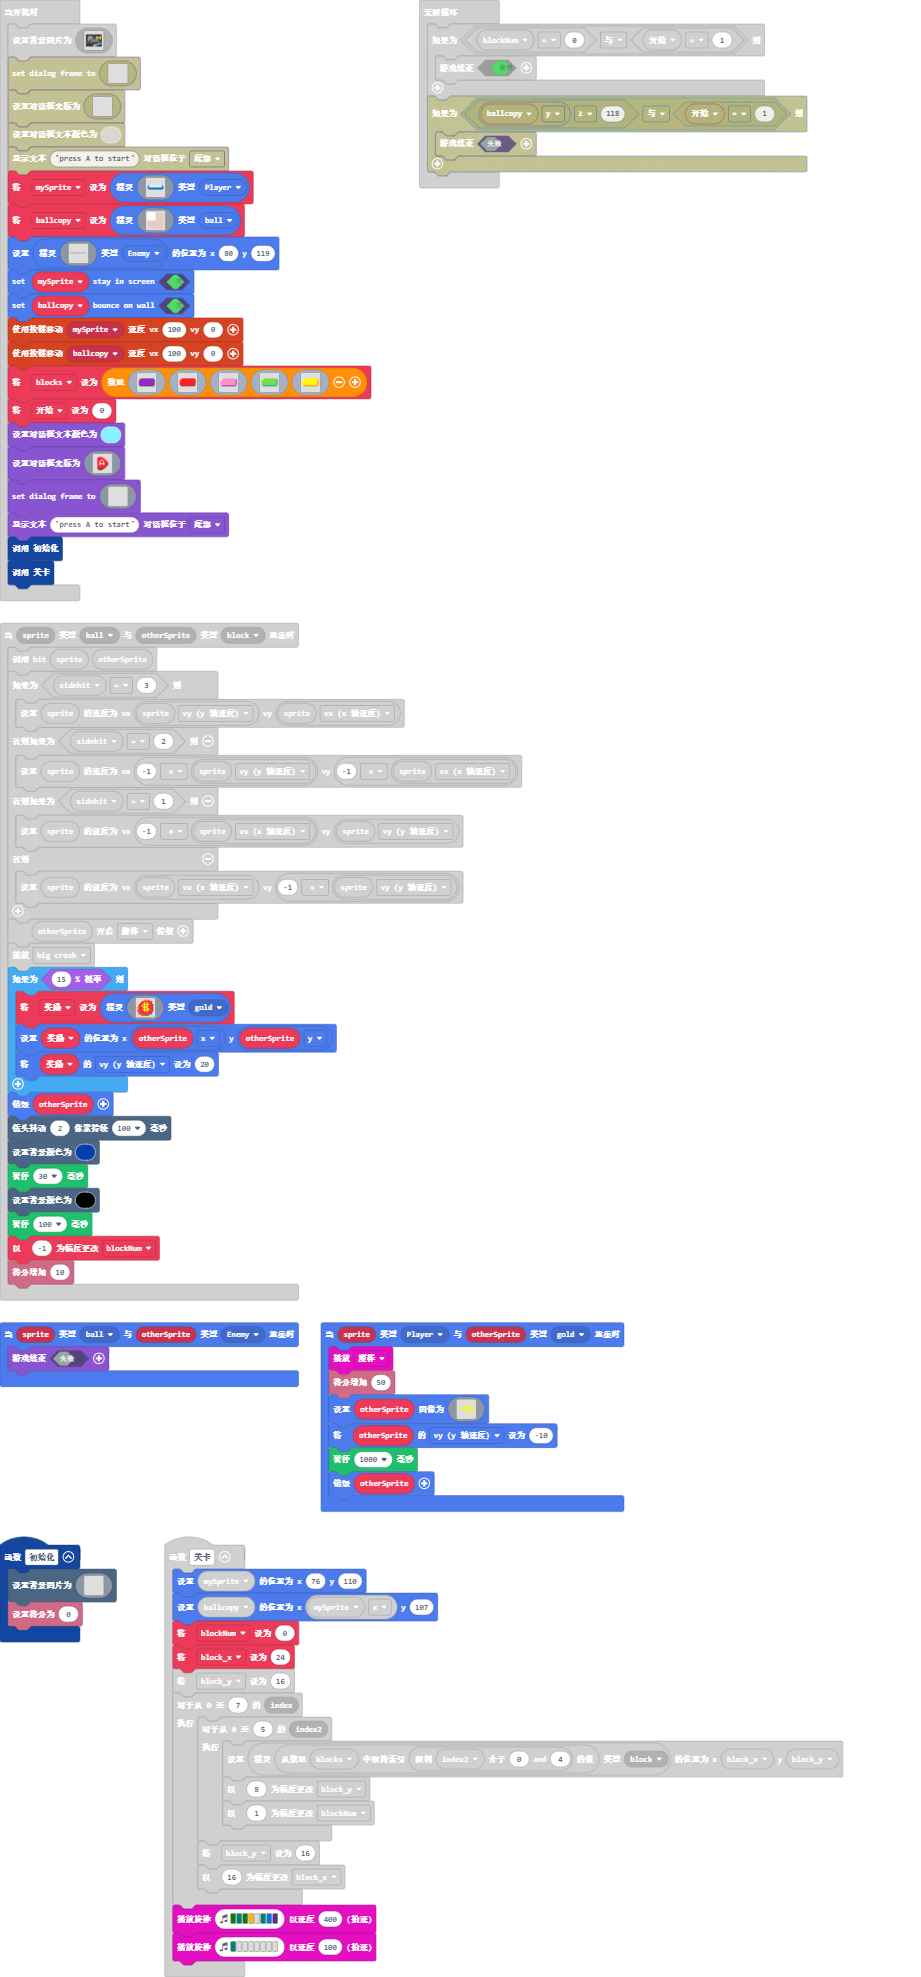 当开机时
设置背景图片为
set dialog frame to
设置对话框光标为
设置对话框文本颜色为
显示文本 "press A to start" 对话框位于 尾部
将 mySprite 设为 精灵 类型 Player
将 ballcopy 设为 精灵 类型 ball
设置 精灵 类型 Enemy 的位置为 x 80 y 119
set mySprite stay in screen
set ballcopy bounce on wall
使用按键移动 mySprite 速度 vx 100 vy 0
使用按键移动 ballcopy 速度 vx 100 vy 0
将 blocks 设为 数组
将 开始 设为 0
设置对话框文本颜色为
设置对话框光标为
set dialog frame to
显示文本 "press A to start" 对话框位于 尾部
调用 初始化
调用 关卡
无限循环
如果为 blockNum = 0 与 开始 = 1 则
游戏结束
如果为 ballcopy y ≥ 118 与 开始 = 1 则
游戏结束 失败
当 sprite 类型 ball 与 otherSprite 类型 block 重叠时
调用 hit sprite otherSprite
如果为 sidehit = 3 则
设置 sprite 的速度为 vx sprite vy (y 轴速度) vy sprite vx (x 轴速度)
否则如果为 sidehit = 2 则
设置 sprite 的速度为 vx -1 × sprite vy (y 轴速度) vy -1 × sprite vx (x 轴速度)
否则如果为 sidehit = 1 则
设置 sprite 的速度为 vx -1 × sprite vx (x 轴速度) vy sprite vy (y 轴速度)
否则
设置 sprite 的速度为 vx sprite vx (x 轴速度) vy -1 × sprite vy (y 轴速度)
otherSprite 开始 特效
播放 big crash
如果为 15 % 概率 则
将 奖励 设为 精灵 类型 gold
设置 奖励 的位置为 x otherSprite x y otherSprite y
将 奖励 的 vy (y 轴速度) 设为 20
销毁 otherSprite
镜头抖动 2 像素持续 100 毫秒
设置背景颜色为
暂停 30 毫秒
设置背景颜色为
暂停 100 毫秒
以 -1 为幅度更改 blockNum
得分增加 10
当 sprite 类型 ball 与 otherSprite 类型 Enemy 重叠时
游戏结束 失败
当 sprite 类型 Player 与 otherSprite 类型 gold 重叠时
播放
得分增加 50
设置 otherSprite 图像为
将 otherSprite 的 vy (y 轴速度) 设为 -10
暂停 1000 毫秒
销毁 otherSprite
函数 初始化
设置背景图片为
设置得分为 0
函数 关卡
设置 mySprite 的位置为 x 76 y 110
设置 ballcopy 的位置为 x mySprite x y 107
将 blockNum 设为 0
将 block_x 设为 24
将 block_y 设为 16
对于从 0 至 7 的 index
执行 对于从 0 至 5 的 index2
执行 设置 精灵 从数组 blocks 中取得索引 限制 index2 介于 0 and 4 的值 类型 block 的位置为 x block_x y block_y
以 8 为幅度更改 block_y
以 1 为幅度更改 blockNum
将 block_y 设为 16
以 16 为幅度更改 block_x
播放旋律 以速度 400 (拍速)
播放旋律 以速度 100 (拍速)